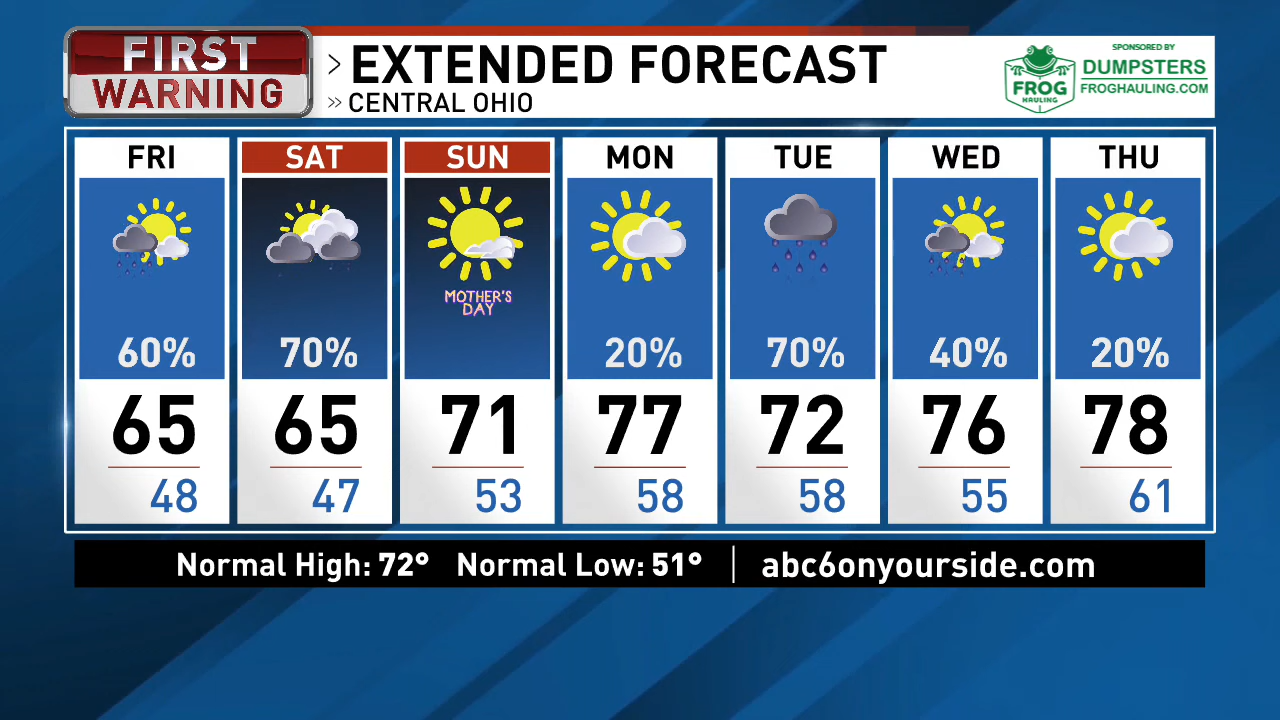 FIRST
WARNING
> EXTENDED FORECAST
>> CENTRAL OHIO
FROG
HAULING
SPONSORED BY
DUMPSTERS
FROGHAULING.COM
FRI SAT SUN MON TUE WED THU
MOTHER'S
DAY
60% 70% 20% 70% 40% 20%
65 65 71 77 72 76 78
48 47 53 58 58 55 61
Normal High: 72° Normal Low: 51° | abc6onyourside.com